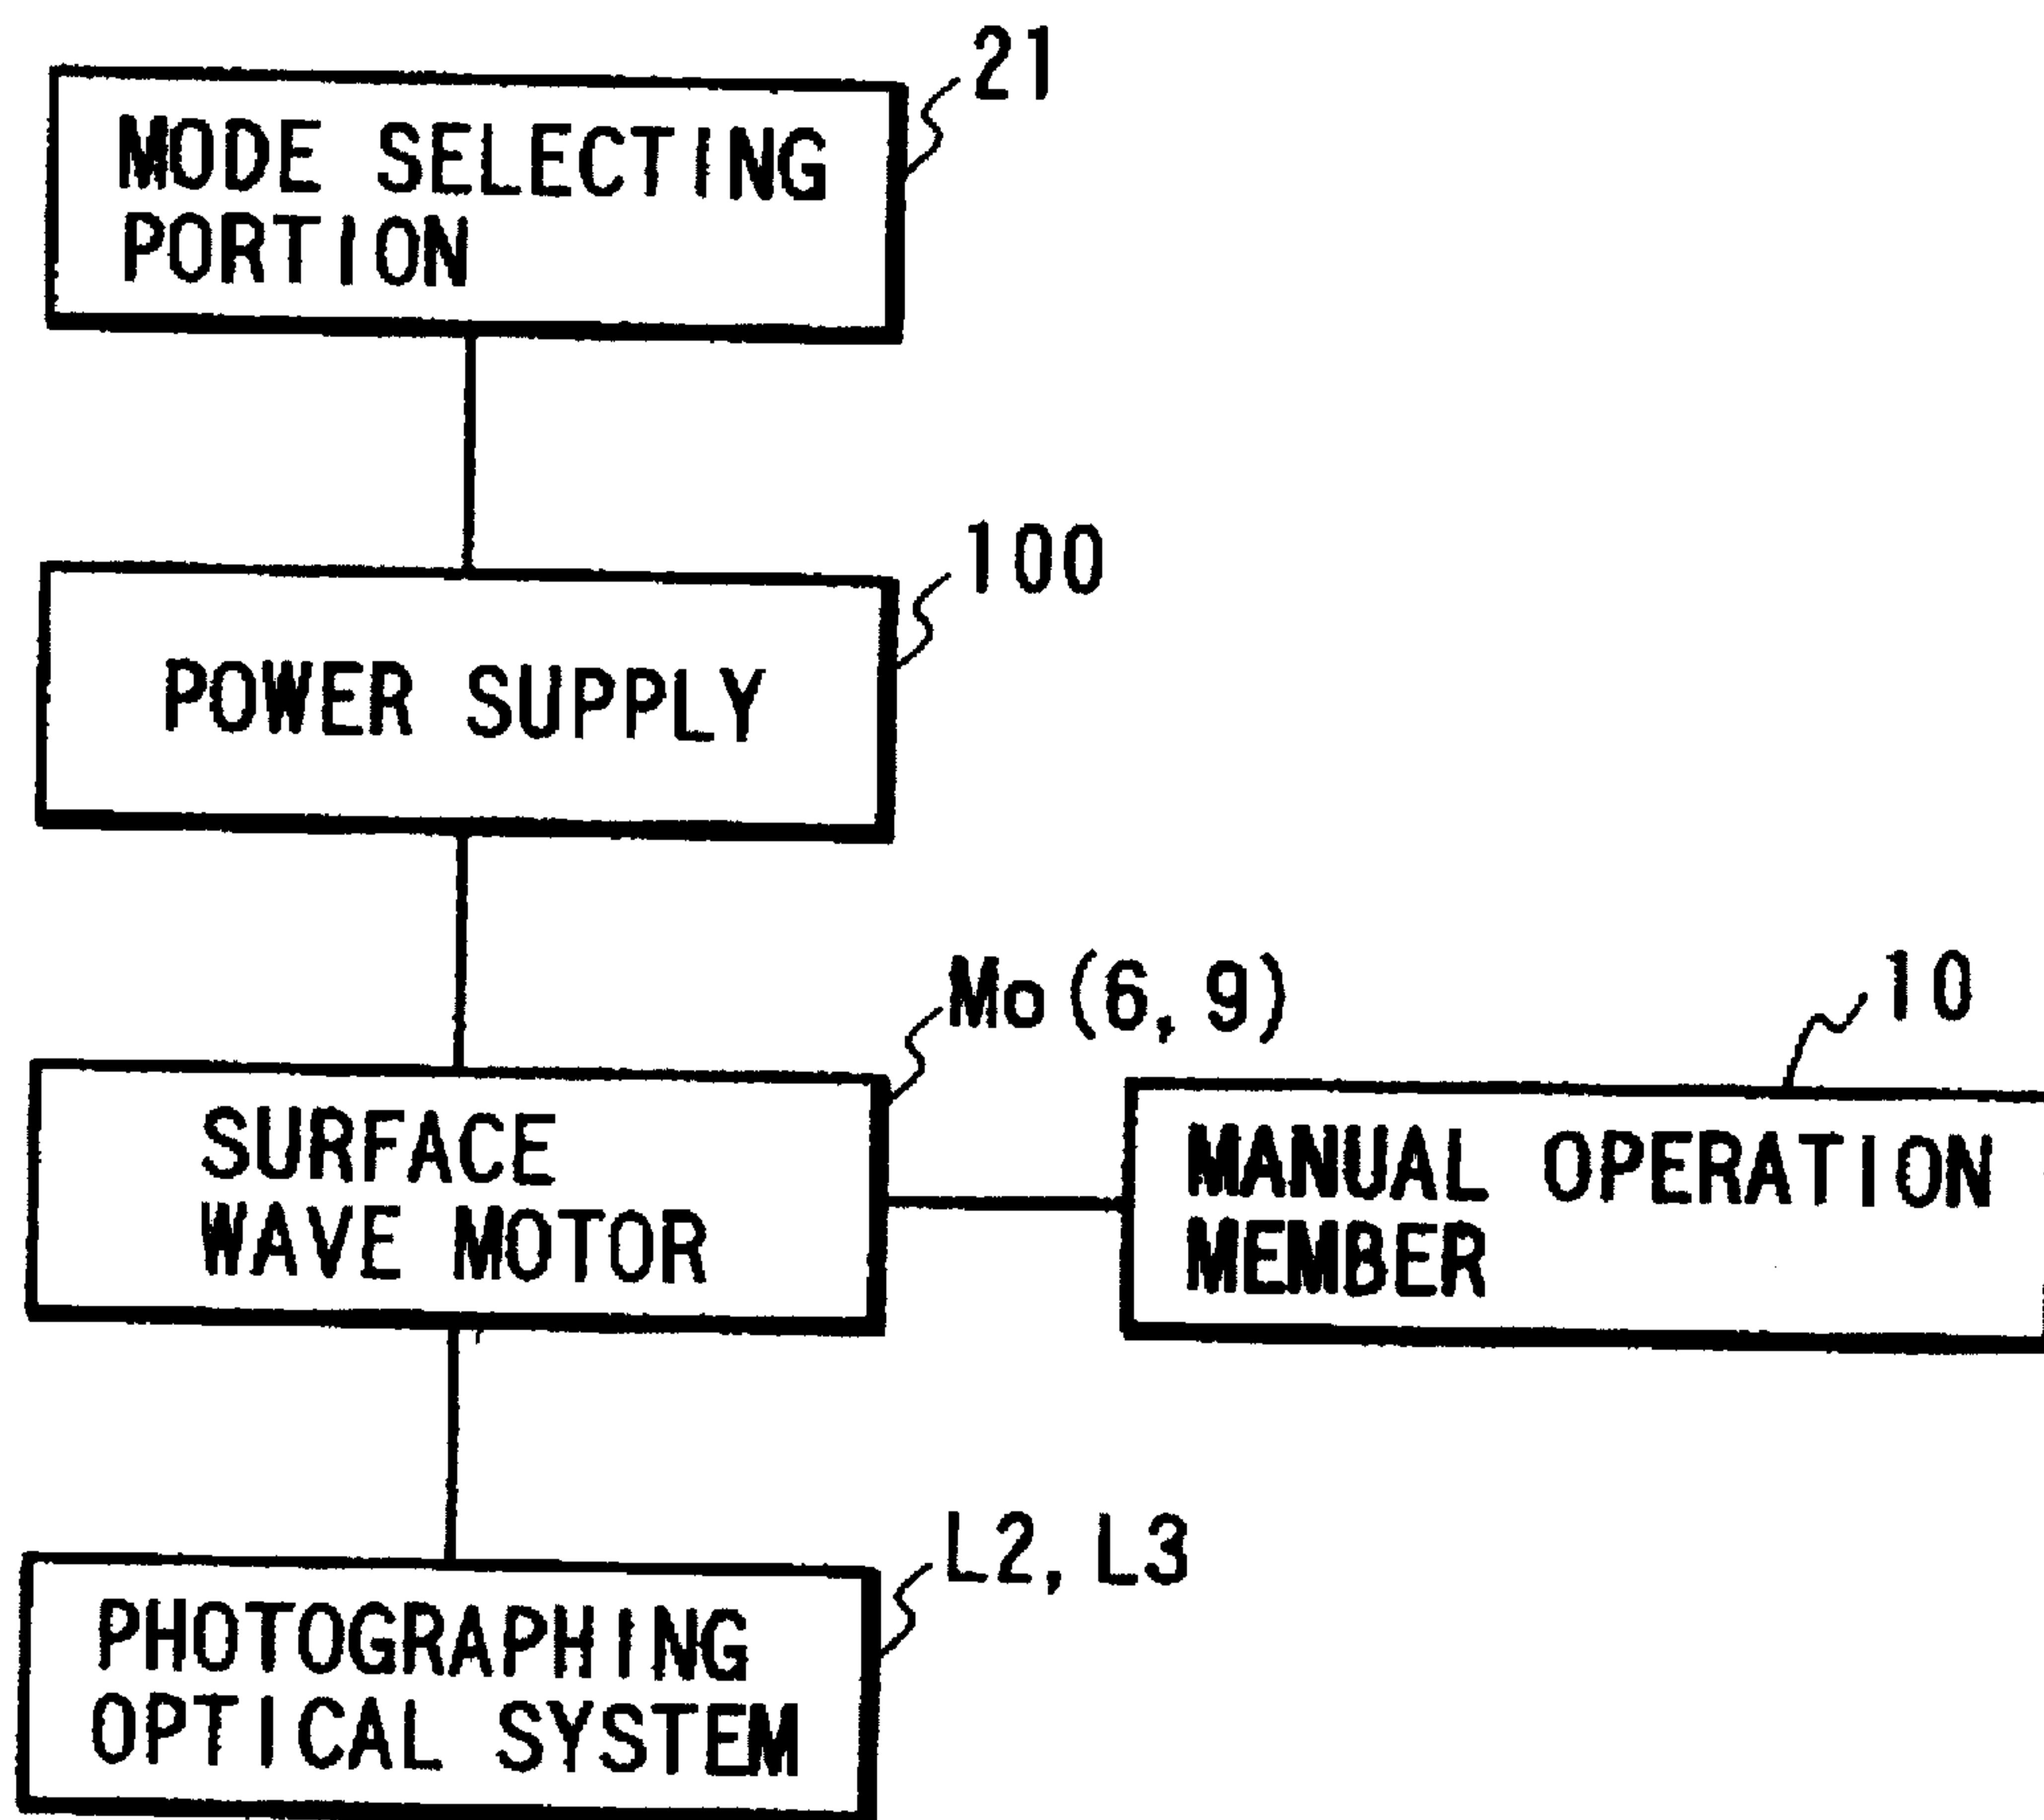 21
MODE SELECTING
PORTION
100
POWER SUPPLY
Mo(6,9)
10
SURFACE
WAVE MOTOR
MANUAL OPERATION
MEMBER
L2,L3
PHOTOGRAPHING
OPTICAL SYSTEM